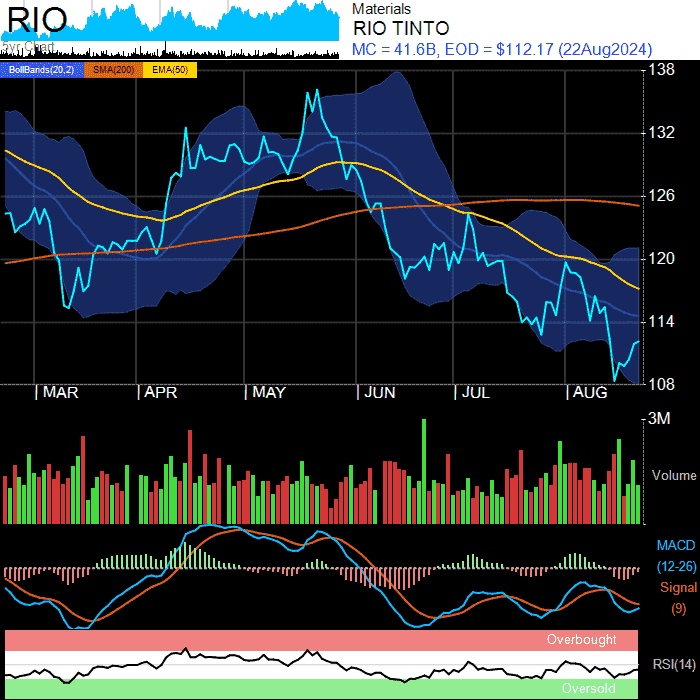 RIO
5yr Chart
Materials
RIO TINTO
MC = 41.6B, EOD = $112.17 (22Aug2024)
BollBands(20,2) SMA(200) EMA(50)
138
132
126
120
114
108
| MAR | APR | MAY | JUN | JUL | AUG
3M
Volume
MACD
(12-26)
Signal
(9)
Overbought
RSI(14)
Oversold